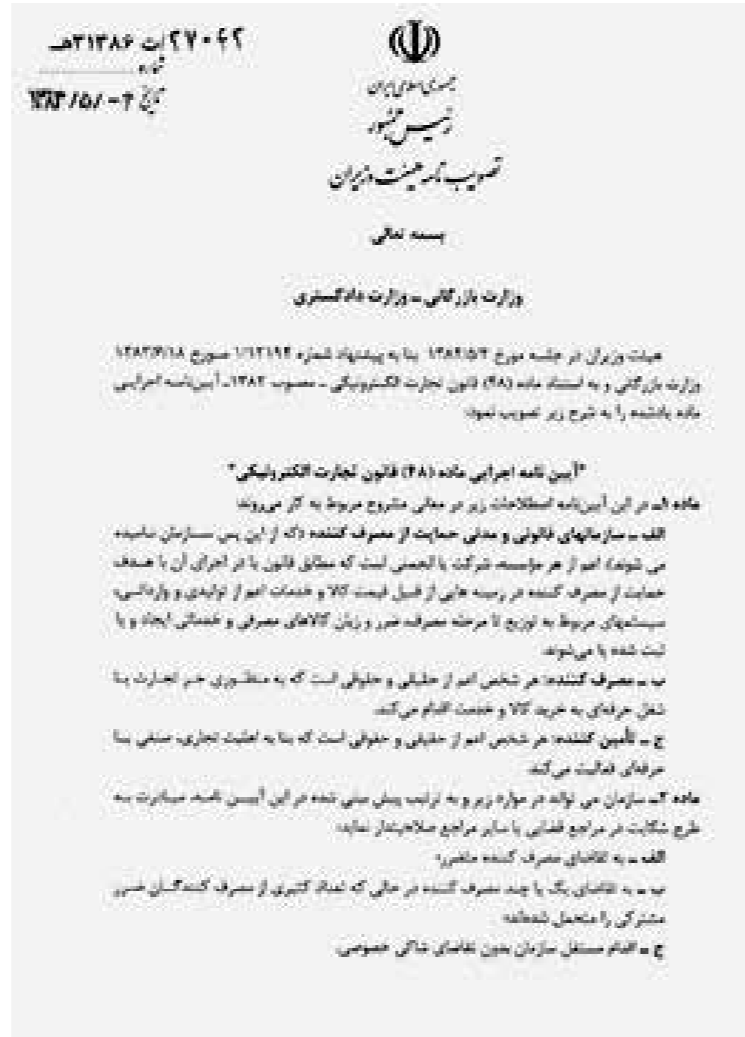 ۲۷۰۴۲/ت ۳۱۳۸۶هـ
شماره
جمهوری اسلامی ایران
تاریخ
رئیس جمهور
تصویب نامه هیئت وزیران
بسمه تعالی
وزارت بازرگانی ـ وزارت دادگستری
هیئت وزیران در جلسه مورخ بنا به پیشنهاد شماره ۱/۱۲۱۹۴ مورخ ۱۳۸۳/۶/۱۸
وزارت بازرگانی و به استناد ماده (۴۸) قانون تجارت الکترونیکی ـ مصوب ۱۳۸۲ـ آیین‌نامه اجرایی
ماده یادشده را به شرح زیر تصویب نمود:
"آیین نامه اجرایی ماده (۴۸) قانون تجارت الکترونیکی"
ماده ۱ـ در این آیین‌نامه اصطلاحات زیر در معانی مشروح مربوط به کار می‌روند:
الف ـ سازمانهای قانونی و مدنی حمایت از مصرف کننده (که از این پس سازمان نامیده
می شوند)، اعم از هر مؤسسه، شرکت یا انجمنی است که مطابق قانون یا در اجرای آن با هدف
حمایت از مصرف کننده در زمینه هایی از قبیل قیمت کالا و خدمات اعم از تولیدی و وارداتی،
سیستمهای مربوط به توزیع تا مرحله مصرف، ضرر و زیان کالاهای مصرفی و خدماتی ایجاد و یا
ثبت شده یا می‌شوند.
ب ـ مصرف کننده: هر شخص اعم از حقیقی و حقوقی است که به منظوری جز تجارت یا
شغل حرفه‌ای به خرید کالا و خدمت اقدام می‌کند.
ج ـ تأمین کننده: هر شخص اعم از حقیقی و حقوقی است که بنا به اهلیت تجاری، صنفی یا
حرفه‌ای فعالیت می‌کند.
ماده ۲ـ سازمان می تواند در موارد زیر و به ترتیب پیش بینی شده در این آیین نامه، مبادرت به
طرح شکایت در مراجع قضایی یا سایر مراجع صلاحیتدار نماید:
الف ـ به تقاضای مصرف کننده متضرر؛
ب ـ به تقاضای یک یا چند مصرف کننده در حالی که تعداد کثیری از مصرف کنندگان ضرر
مشترکی را متحمل شده‌اند؛
ج ـ اقدام مستقل سازمان بدون تقاضای شاکی خصوصی.